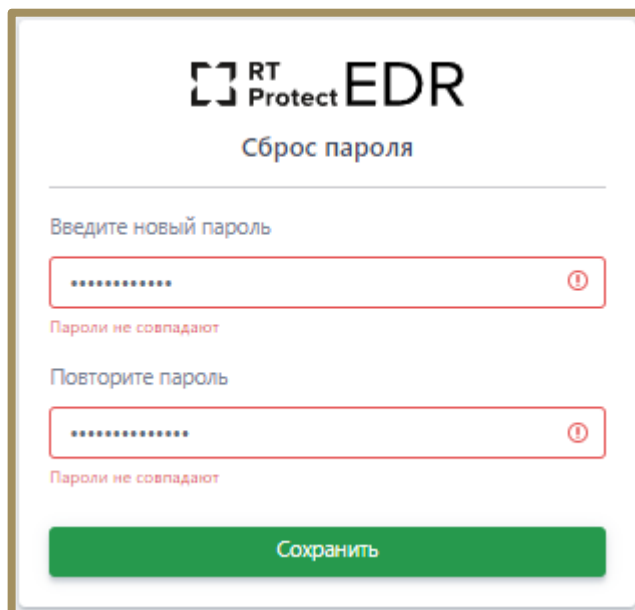 RT
Protect EDR
Сброс пароля
Введите новый пароль
••••••••••••
Пароли не совпадают
Повторите пароль
••••••••••••••
Пароли не совпадают
Сохранить